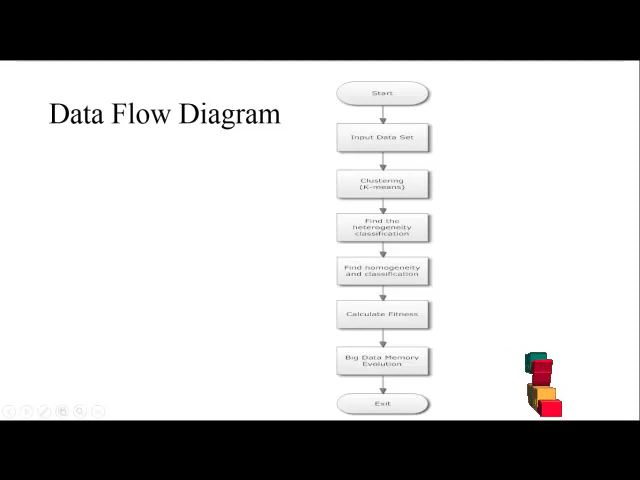 Data Flow Diagram
Start
Input Data Set
Clustering
(K-means)
Find the
heterogeneity
classification
Find homogeneity
and classification
Calculate Fitness
Big Data Memory
Evolution
Exit